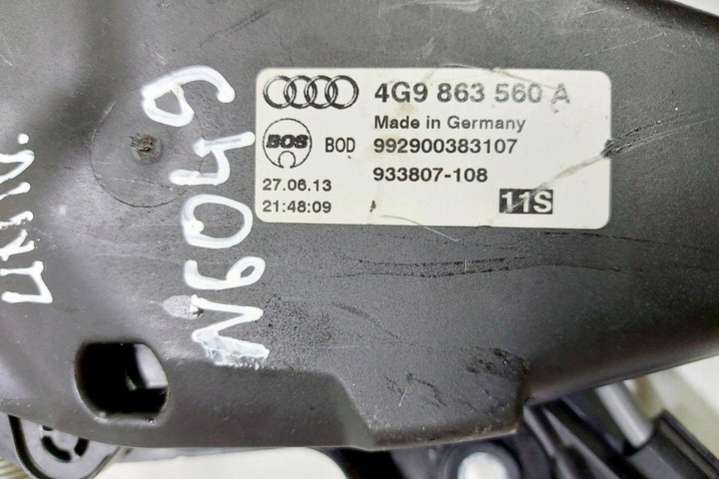 4G9 863 560 A
Made in Germany
BOS BOD 992900383107
27.06.13 933807-108
21:48:09 11S
N6049